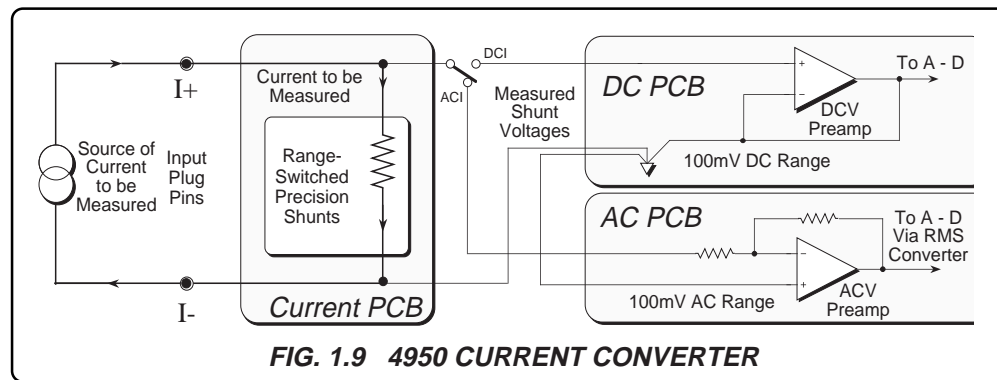 I+
I-
Source of
Current
to be
Measured
Input
Plug
Pins
Current to be
Measured
Range-
Switched
Precision
Shunts
Current PCB
DCI
ACI
Measured
Shunt
Voltages
DC PCB
+
−
DCV
Preamp
To A - D
100mV DC Range
AC PCB
−
+
ACV
Preamp
To A - D
Via RMS
Converter
100mV AC Range
FIG. 1.9 4950 CURRENT CONVERTER